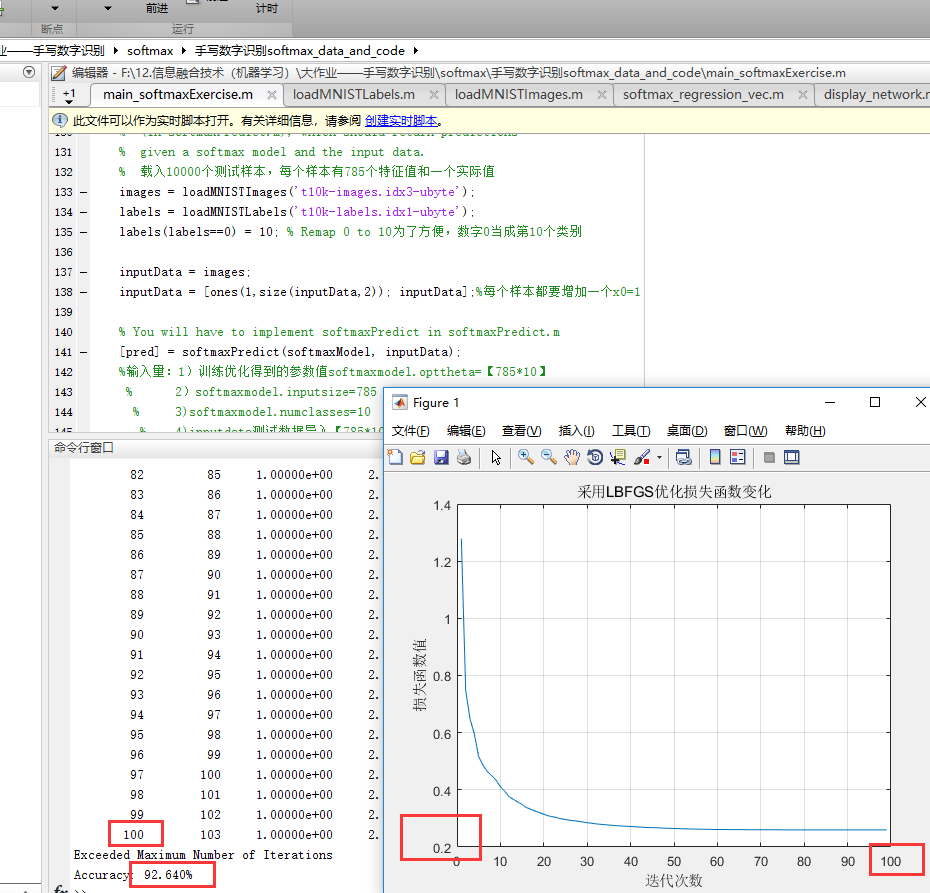 前进
计时
断点
运行
业——手写数字识别 ▶ softmax ▶ 手写数字识别softmax_data_and_code ▶
编辑器 - F:\12.信息融合技术（机器学习）\大作业——手写数字识别\softmax\手写数字识别softmax_data_and_code\main_softmaxExercise.m
+1 main_softmaxExercise.m × loadMNISTLabels.m × loadMNISTImages.m × softmax_regression_vec.m × display_network.
此文件可以作为实时脚本打开。有关详细信息，请参阅 创建实时脚本。
130 % (in softmaxPredict.m), which should return predictions
131 % given a softmax model and the input data.
132 % 载入10000个测试样本，每个样本有785个特征值和一个实际值
133 – images = loadMNISTImages('t10k-images.idx3-ubyte');
134 – labels = loadMNISTLabels('t10k-labels.idx1-ubyte');
135 – labels(labels==0) = 10; % Remap 0 to 10为了方便，数字0当成第10个类别
136
137 – inputData = images;
138 – inputData = [ones(1,size(inputData,2)); inputData];%每个样本都要增加一个x0=1
139
140 % You will have to implement softmaxPredict in softmaxPredict.m
141 – [pred] = softmaxPredict(softmaxModel, inputData);
142 %输入量：1）训练优化得到的参数值softmaxmodel.opttheta=【785*10】
143 % 2）softmaxmodel.inputsize=785
144 % 3)softmaxmodel.numclasses=10
145 % 4)inputdata测试数据导入【785*10
命令行窗口
82 85 1.00000e+00 2.
83 86 1.00000e+00 2.
84 87 1.00000e+00 2.
85 88 1.00000e+00 2.
86 89 1.00000e+00 2.
87 90 1.00000e+00 2.
88 91 1.00000e+00 2.
89 92 1.00000e+00 2.
90 93 1.00000e+00 2.
91 94 1.00000e+00 2.
92 95 1.00000e+00 2.
93 96 1.00000e+00 2.
94 97 1.00000e+00 2.
95 98 1.00000e+00 2.
96 99 1.00000e+00 2.
97 100 1.00000e+00 2.
98 101 1.00000e+00 2.
99 102 1.00000e+00 2.
100 103 1.00000e+00 2.
Exceeded Maximum Number of Iterations
Accuracy: 92.640%
fx >>
Figure 1
文件(F) 编辑(E) 查看(V) 插入(I) 工具(T) 桌面(D) 窗口(W) 帮助(H)
采用LBFGS优化损失函数变化
损失函数值
1.4
1.2
1
0.8
0.6
0.4
0.2
0 10 20 30 40 50 60 70 80 90 100
迭代次数